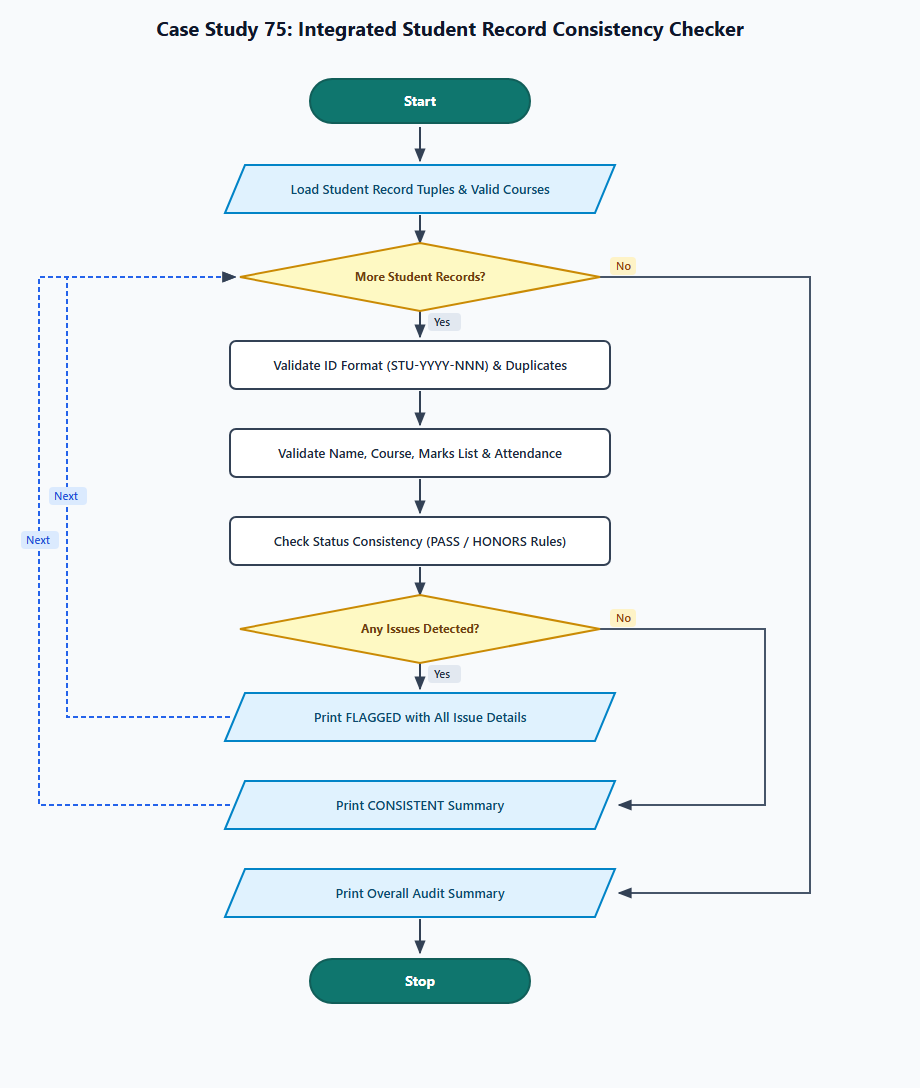 Case Study 75: Integrated Student Record Consistency Checker
Start
Load Student Record Tuples & Valid Courses
More Student Records?
No
Yes
Validate ID Format (STU-YYYY-NNN) & Duplicates
Validate Name, Course, Marks List & Attendance
Next
Next
Check Status Consistency (PASS / HONORS Rules)
Any Issues Detected?
No
Yes
Print FLAGGED with All Issue Details
Print CONSISTENT Summary
Print Overall Audit Summary
Stop